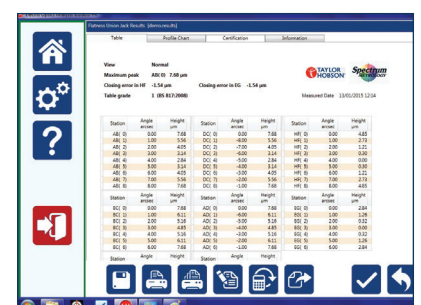 Flatness Union Jack Results [demo-results]
Table Profile Chart Certification Information
View Normal
Maximum peak AB( 0) 7.68 µm
TAYLOR HOBSON Spectrum METROLOGY
Closing error in HF -1.54 µm Closing error in EG -1.54 µm
Table grade 1 (BS 817:2008) Measured Date 13/01/2015 12:14
Station Angle arcsec Height µm Station Angle arcsec Height µm Station Angle arcsec Height µm
AB( 0) 0.00 7.68 DC( 0) 0.00 7.68 HF( 0) 0.00 4.85
AB( 1) 1.00 5.56 DC( 1) -8.00 5.56 HF( 1) 1.00 2.73
AB( 2) 2.00 4.05 DC( 2) -7.00 4.05 HF( 2) 2.00 1.21
AB( 3) 3.00 3.14 DC( 3) -6.00 3.14 HF( 3) 3.00 0.30
AB( 4) 4.00 2.84 DC( 4) -5.00 2.84 HF( 4) 4.00 0.00
AB( 5) 5.00 3.14 DC( 5) -4.00 3.14 HF( 5) 5.00 0.30
AB( 6) 6.00 4.05 DC( 6) -3.00 4.05 HF( 6) 6.00 1.21
AB( 7) 7.00 5.56 DC( 7) -2.00 5.56 HF( 7) 7.00 2.73
AB( 8) 8.00 7.68 DC( 8) -1.00 7.68 HF( 8) 8.00 4.85
Station Angle arcsec Height µm Station Angle arcsec Height µm Station Angle arcsec Height µm
BC( 0) 0.00 7.68 AD( 0) 0.00 7.68 EG( 0) 0.00 2.84
BC( 1) 1.00 6.11 AD( 1) -6.00 6.11 EG( 1) 1.00 1.26
BC( 2) 2.00 5.16 AD( 2) -5.00 5.16 EG( 2) 2.00 0.32
BC( 3) 3.00 4.85 AD( 3) -4.00 4.85 EG( 3) 3.00 0.00
BC( 4) 4.00 5.16 AD( 4) -3.00 5.16 EG( 4) 4.00 0.32
BC( 5) 5.00 6.11 AD( 5) -2.00 6.11 EG( 5) 5.00 1.26
BC( 6) 6.00 7.68 AD( 6) -1.00 7.68 EG( 6) 6.00 2.84
Station Angle Height Station Angle Height